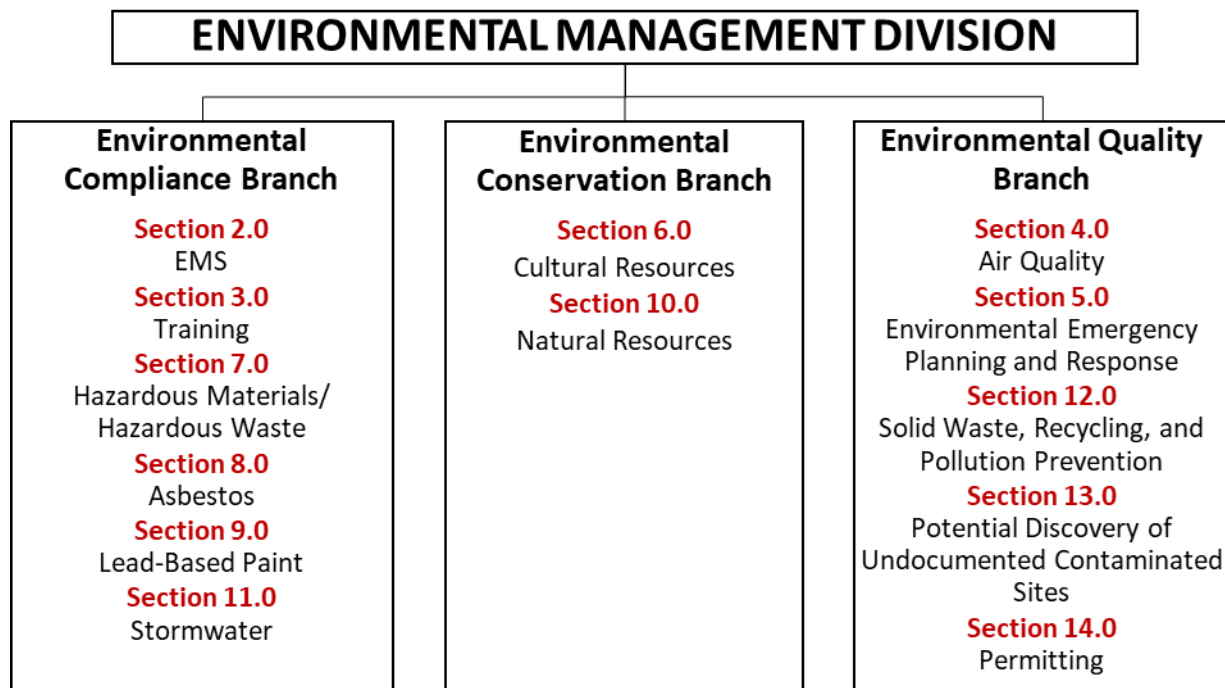 ENVIRONMENTAL MANAGEMENT DIVISION
Environmental
Compliance Branch
Section 2.0
EMS
Section 3.0
Training
Section 7.0
Hazardous Materials/
Hazardous Waste
Section 8.0
Asbestos
Section 9.0
Lead-Based Paint
Section 11.0
Stormwater
Environmental
Conservation Branch
Section 6.0
Cultural Resources
Section 10.0
Natural Resources
Environmental Quality
Branch
Section 4.0
Air Quality
Section 5.0
Environmental Emergency
Planning and Response
Section 12.0
Solid Waste, Recycling, and
Pollution Prevention
Section 13.0
Potential Discovery of
Undocumented Contaminated
Sites
Section 14.0
Permitting